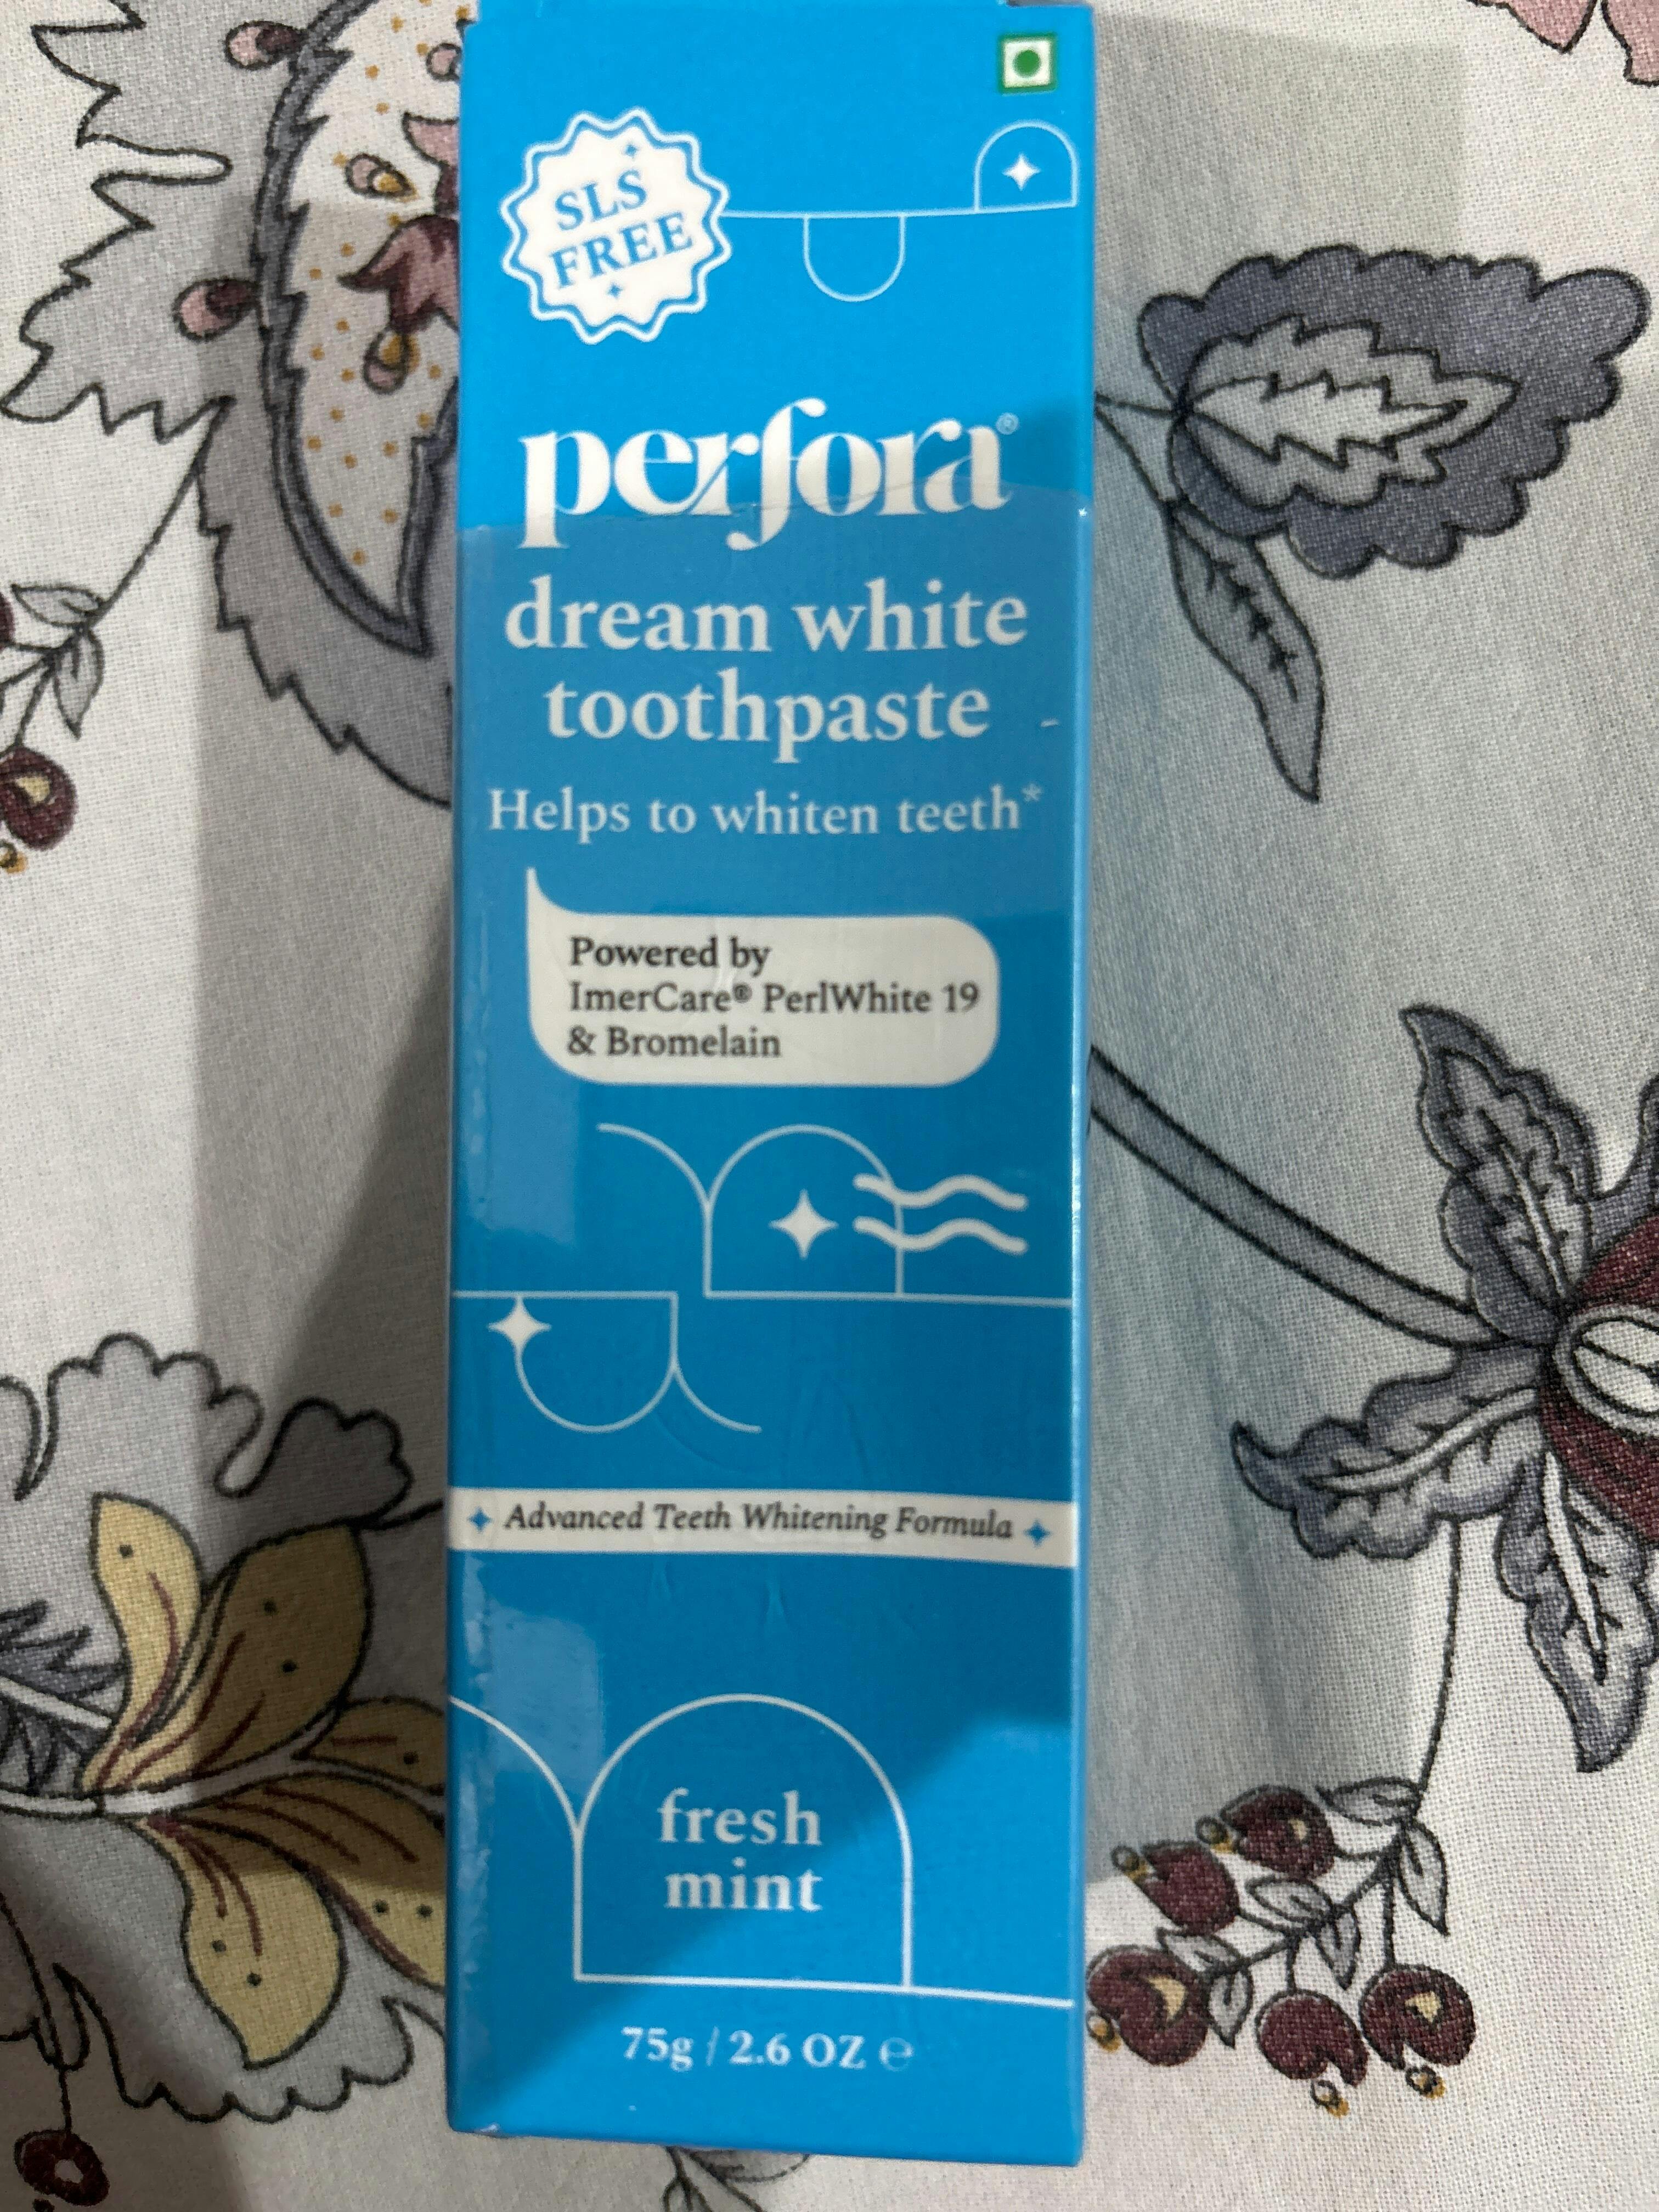 SLS
FREE
perfora®
dream white
toothpaste
Helps to whiten teeth*
Powered by
ImerCare® PerlWhite 19
& Bromelain
Advanced Teeth Whitening Formula
fresh
mint
75g / 2.6 OZ ℮